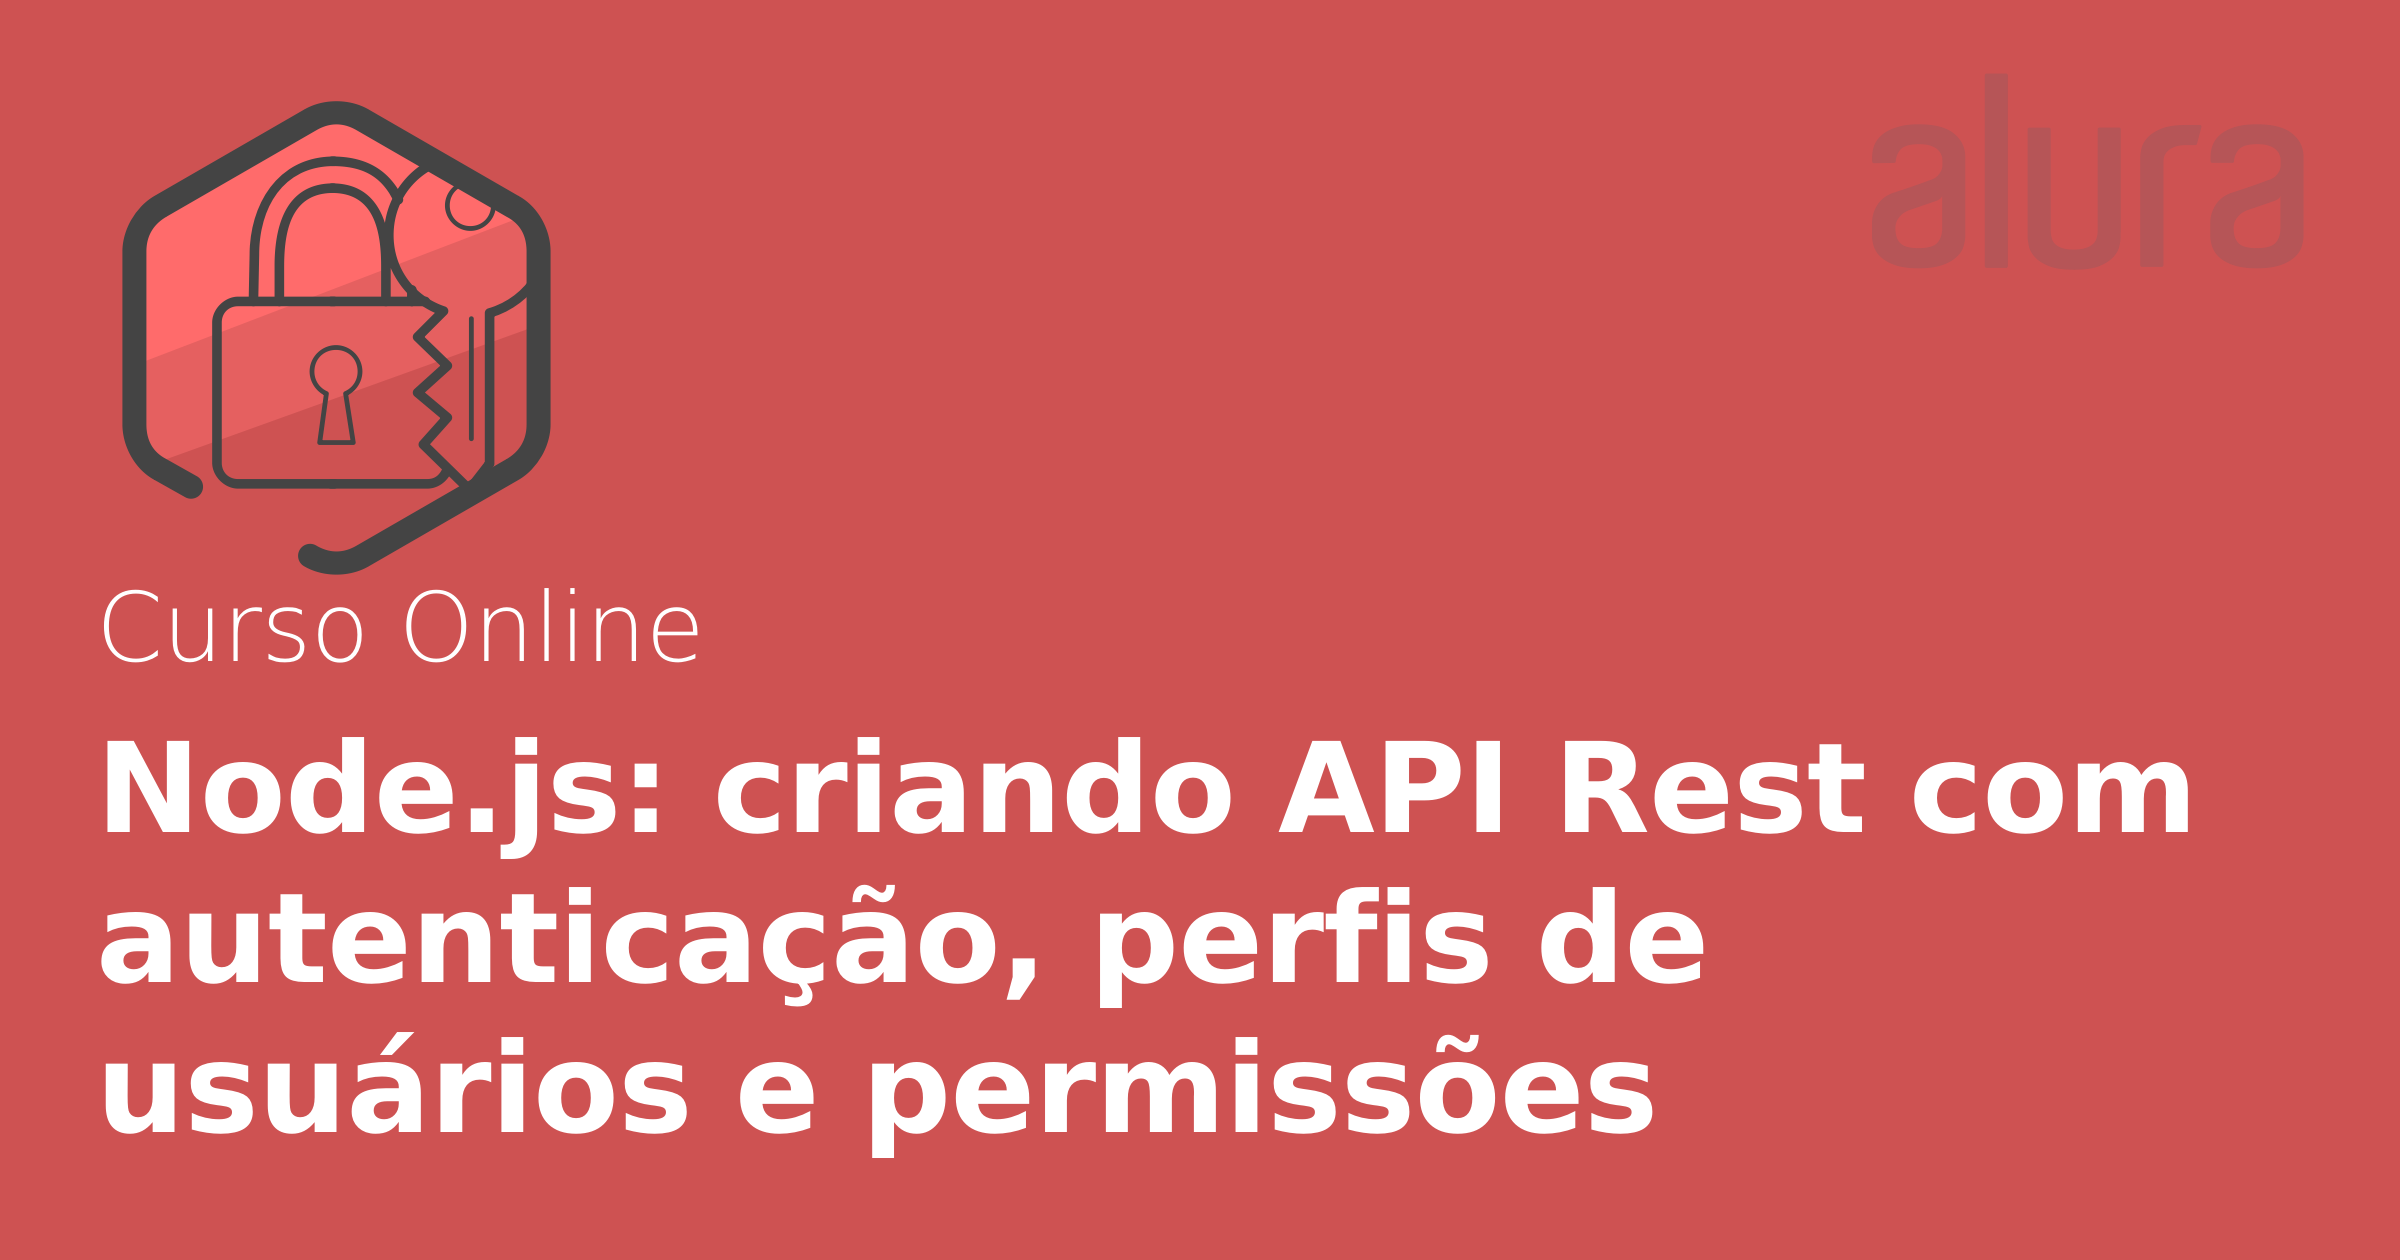 alura
Curso Online
Node.js: criando API Rest com
autenticação, perfis de
usuários e permissões